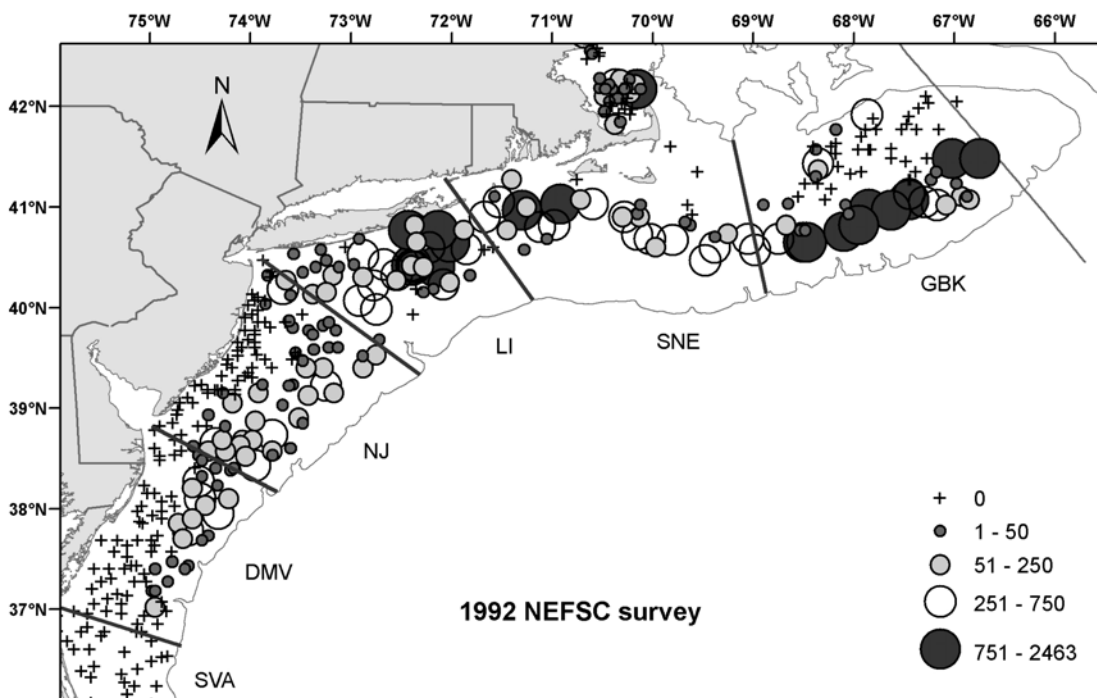 75°W 74°W 73°W 72°W 71°W 70°W 69°W 68°W 67°W 66°W
N
42°N
41°N
40°N
39°N
38°N
37°N
GBK
SNE
LI
NJ
DMV
SVA
1992 NEFSC survey
0
1 - 50
51 - 250
251 - 750
751 - 2463